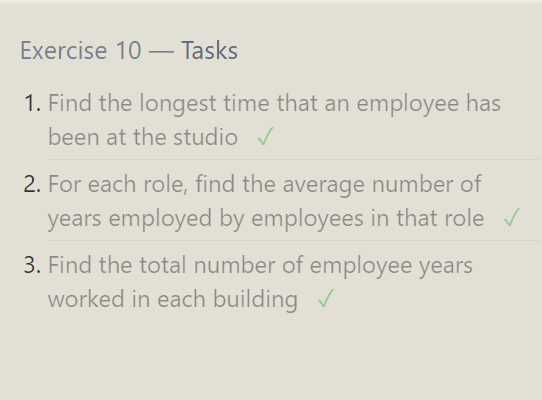 Exercise 10 — Tasks
1. Find the longest time that an employee has
been at the studio ✓
2. For each role, find the average number of
years employed by employees in that role ✓
3. Find the total number of employee years
worked in each building ✓